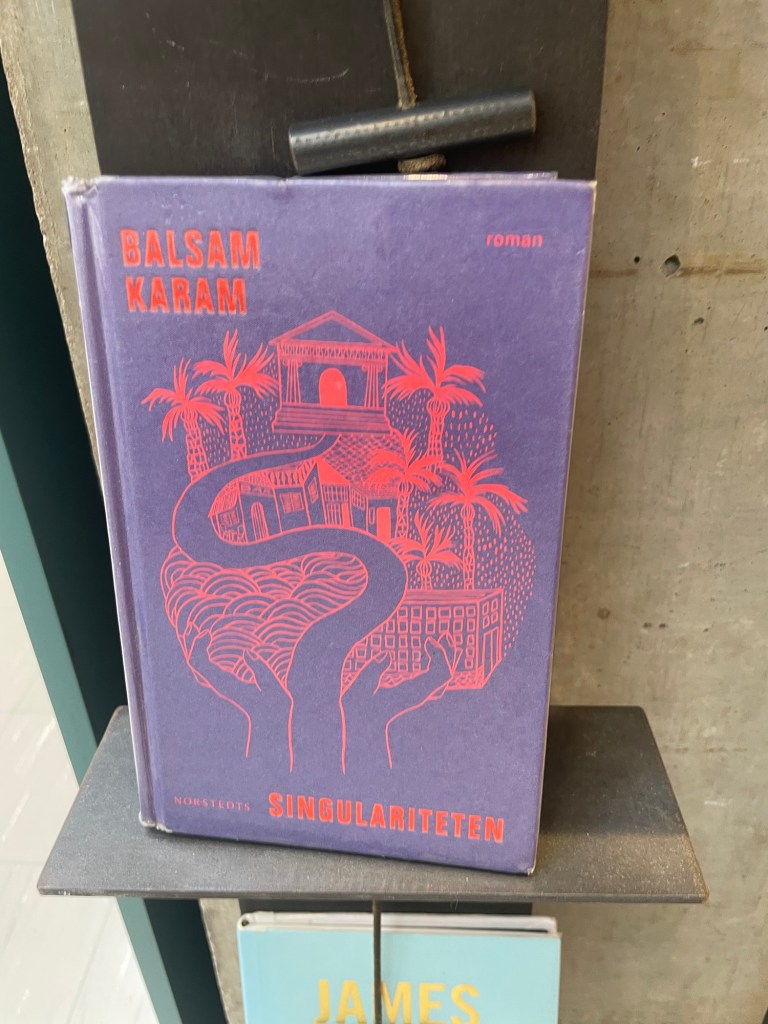 BALSAM
KARAM
roman
NORSTEDTS
SINGULARITETEN
JAMES